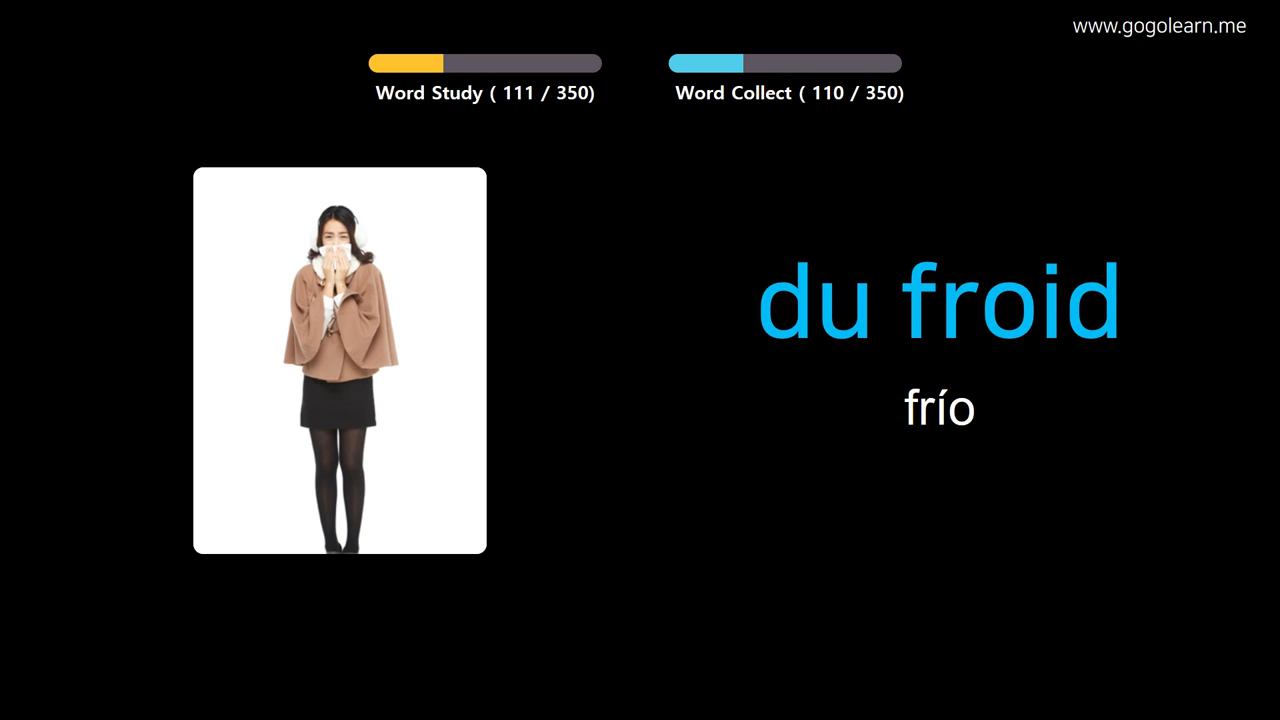 www.gogolearn.me
Word Study ( 111 / 350)
Word Collect ( 110 / 350)
du froid
frío